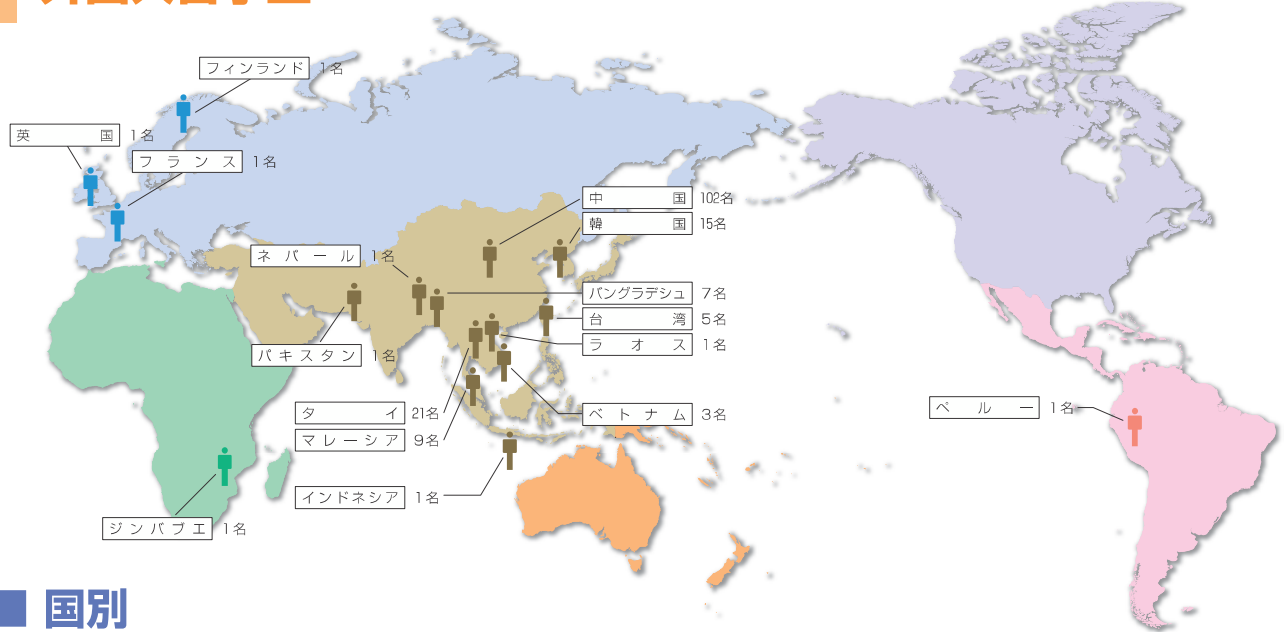 フィンランド 1名
英国 1名
フランス 1名
中国 102名
韓国 15名
ネパール 1名
バングラデシュ 7名
台湾 5名
ラオス 1名
パキスタン 1名
ベトナム 3名
タイ 21名
マレーシア 9名
ペルー 1名
インドネシア 1名
ジンバブエ 1名
国別